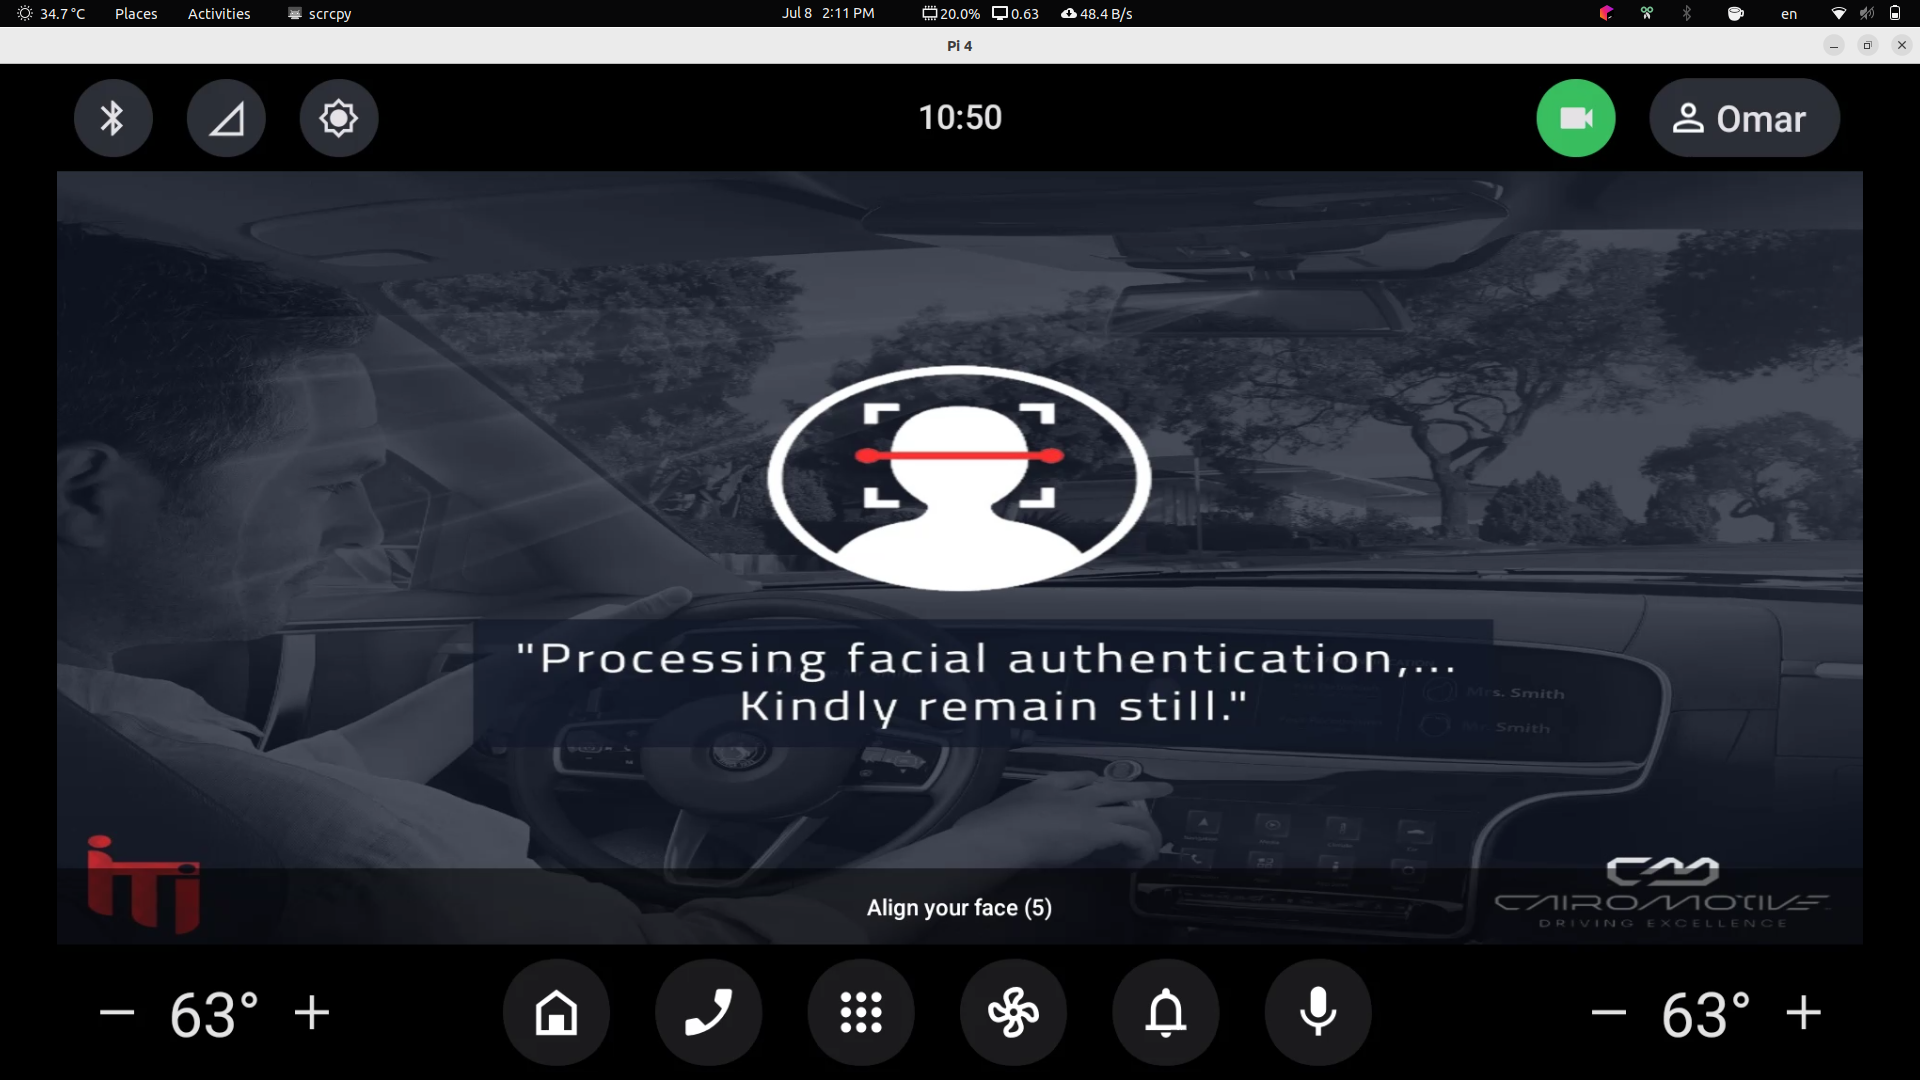 34.7 °C Places Activities scrcpy Jul 8 2:11 PM 20.0% 0.63 48.4 B/s en
Pi 4
10:50 Omar
"Processing facial authentication,...
Kindly remain still."
Mrs. Smith
Mr. Smith
iTi
CAIROMOTIVE
DRIVING EXCELLENCE
Align your face (5)
63° 63°